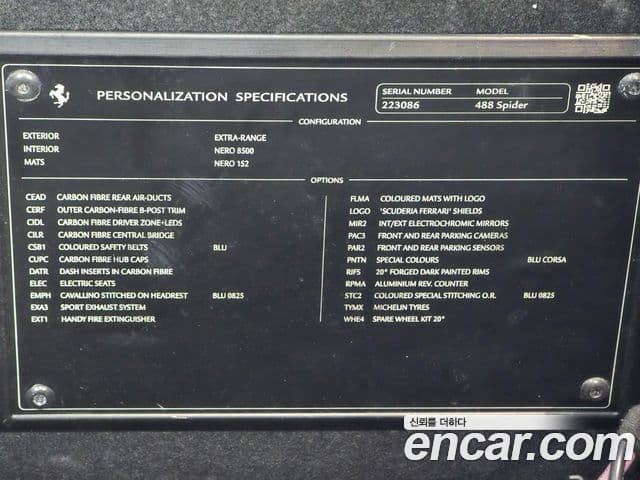 PERSONALIZATION SPECIFICATIONS
SERIAL NUMBER MODEL
223086 488 Spider
CONFIGURATION
EXTERIOR EXTRA-RANGE
INTERIOR NERO 8500
MATS NERO 152
OPTIONS
CEAD CARBON FIBRE REAR AIR-DUCTS
CERF OUTER CARBON-FIBRE B-POST TRIM
CIDL CARBON FIBRE DRIVER ZONE+LEDS
CILR CARBON FIBRE CENTRAL BRIDGE
CSB1 COLOURED SAFETY BELTS BLU
CUPC CARBON FIBRE HUB CAPS
DATR DASH INSERTS IN CARBON FIBRE
ELEC ELECTRIC SEATS
EMPH CAVALLINO STITCHED ON HEADREST BLU 0825
EXA3 SPORT EXHAUST SYSTEM
EXT1 HANDY FIRE EXTINGUISHER
FLMA COLOURED MATS WITH LOGO
LOGO 'SCUDERIA FERRARI' SHIELDS
MIR2 INT/EXT ELECTROCHROMIC MIRRORS
PAC3 FRONT AND REAR PARKING CAMERAS
PAR2 FRONT AND REAR PARKING SENSORS
PNTN SPECIAL COLOURS BLU CORSA
RIF5 20" FORGED DARK PAINTED RIMS
RPMA ALUMINIUM REV. COUNTER
STC2 COLOURED SPECIAL STITCHING O.R. BLU 0825
TYMX MICHELIN TYRES
WHE4 SPARE WHEEL KIT 20"
신뢰를 더하다
encar.com